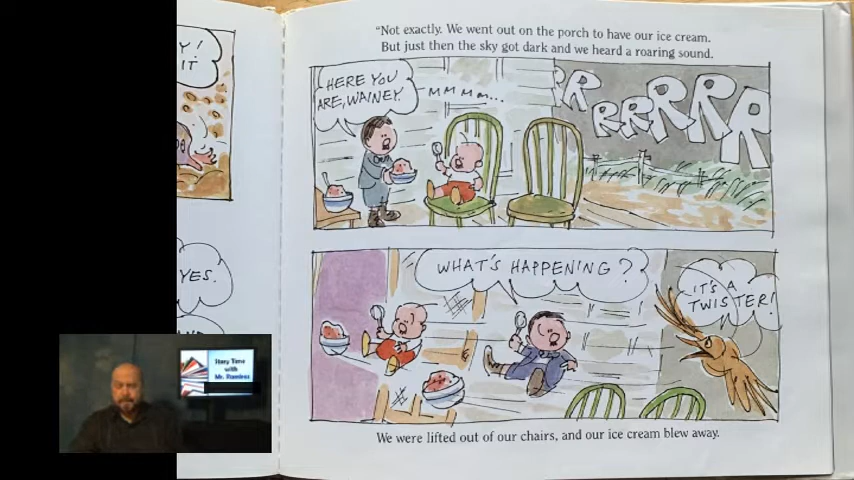 Y!
IT
YES.
"Not exactly. We went out on the porch to have our ice cream.
But just then the sky got dark and we heard a roaring sound.
HERE YOU
ARE, WAINEY.
MMMm...
RRRRRRRR
WHAT'S HAPPENING?
IT'S A
TWISTER!
We were lifted out of our chairs, and our ice cream blew away.
Story Time
with
Mr. Ramirez